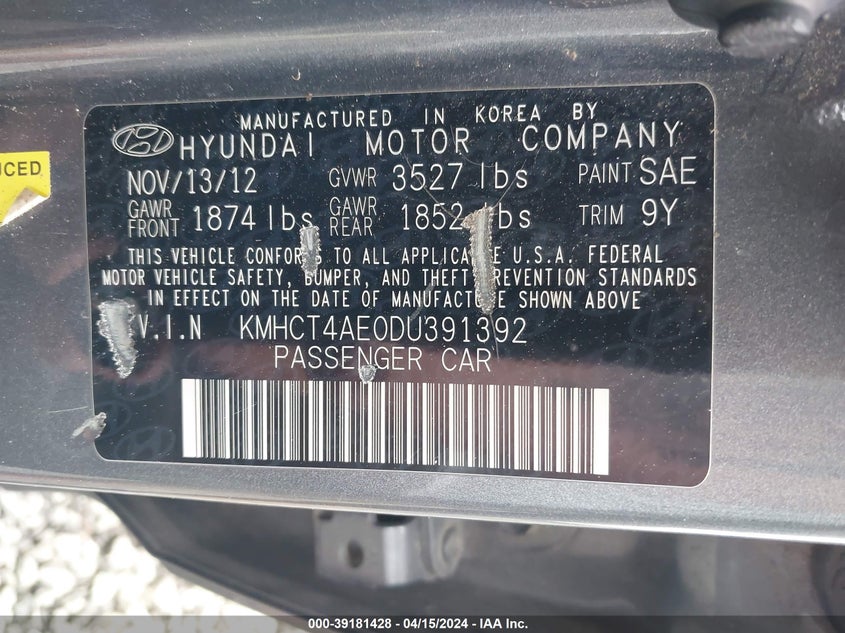 UCED
MANUFACTURED IN KOREA BY
HYUNDAI MOTOR COMPANY
NOV/13/12 GVWR 3527 lbs PAINT SAE
GAWR FRONT 1874 lbs GAWR REAR 1852 lbs TRIM 9Y
THIS VEHICLE CONFORMS TO ALL APPLICABLE U.S.A. FEDERAL
MOTOR VEHICLE SAFETY, BUMPER, AND THEFT PREVENTION STANDARDS
IN EFFECT ON THE DATE OF MANUFACTURE SHOWN ABOVE
V.I.N KMHCT4AE0DU391392
PASSENGER CAR
000-39181428 - 04/15/2024 - IAA Inc.